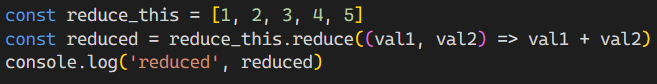 const reduce_this = [1, 2, 3, 4, 5]
const reduced = reduce_this.reduce((val1, val2) => val1 + val2)
console.log('reduced', reduced)